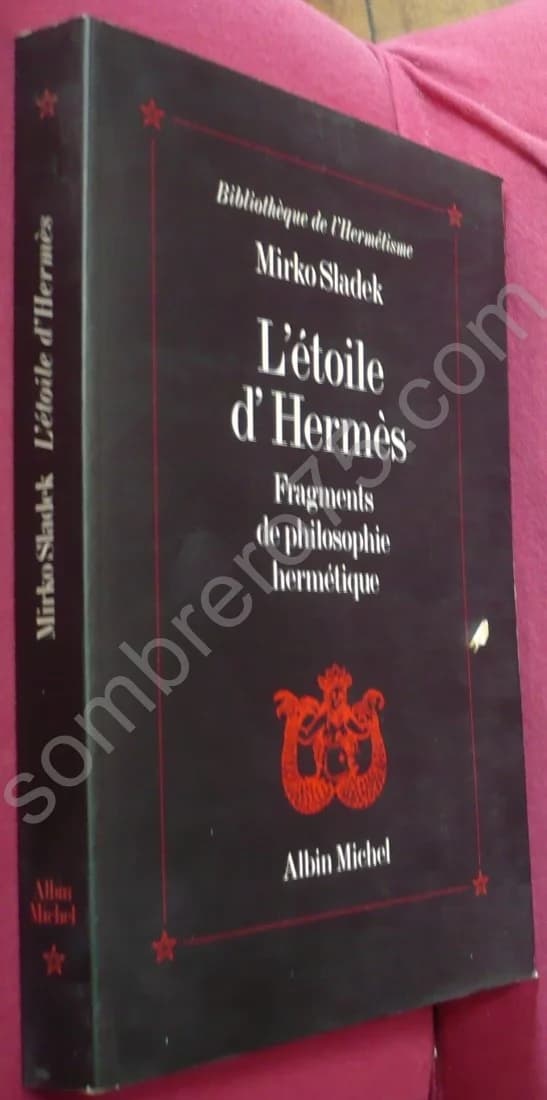 Bibliothèque de l'Hermétisme
Mirko Sladek
L'étoile
d'Hermès
Fragments
de philosophie
hermétique
Albin Michel
Mirko Sladek L'étoile d'Hermès
Albin
Michel
sombrero75.com